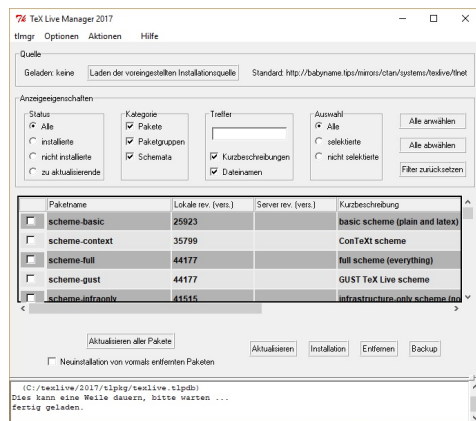 TeX Live Manager 2017
tlmgr Optionen Aktionen Hilfe
Quelle
Geladen: keine Laden der voreingestellten Installationsquelle Standard: http://babyname.tips/mirrors/ctan/systems/texlive/tlnet
Anzeigeeigenschaften
Status Kategorie Treffer Auswahl
Alle Pakete Alle Alle anwählen
installierte Paketgruppen selektierte
nicht installierte Schemata Kurzbeschreibungen nicht selektierte Alle abwählen
zu aktualisierende Dateinamen Filter zurücksetzen
Paketname Lokale rev. (vers.) Server rev. (vers.) Kurzbeschreibung
scheme-basic 25923 basic scheme (plain and latex)
scheme-context 35799 ConTeXt scheme
scheme-full 44177 full scheme (everything)
scheme-gust 44177 GUST TeX Live scheme
scheme-infraonly 41515 infrastructure-only scheme (no
Aktualisieren aller Pakete Aktualisieren Installation Entfernen Backup
Neuinstallation von vormals entfernten Paketen
(C:/texlive/2017/tlpkg/texlive.tlpdb)
Dies kann eine Weile dauern, bitte warten ...
fertig geladen.